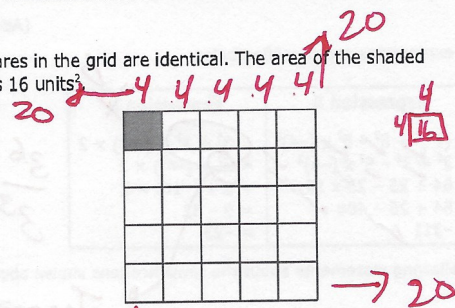 20
ares in the grid are identical. The area of the shaded
s 16 units²
20
4 4 4 4 4
4
4 16
20